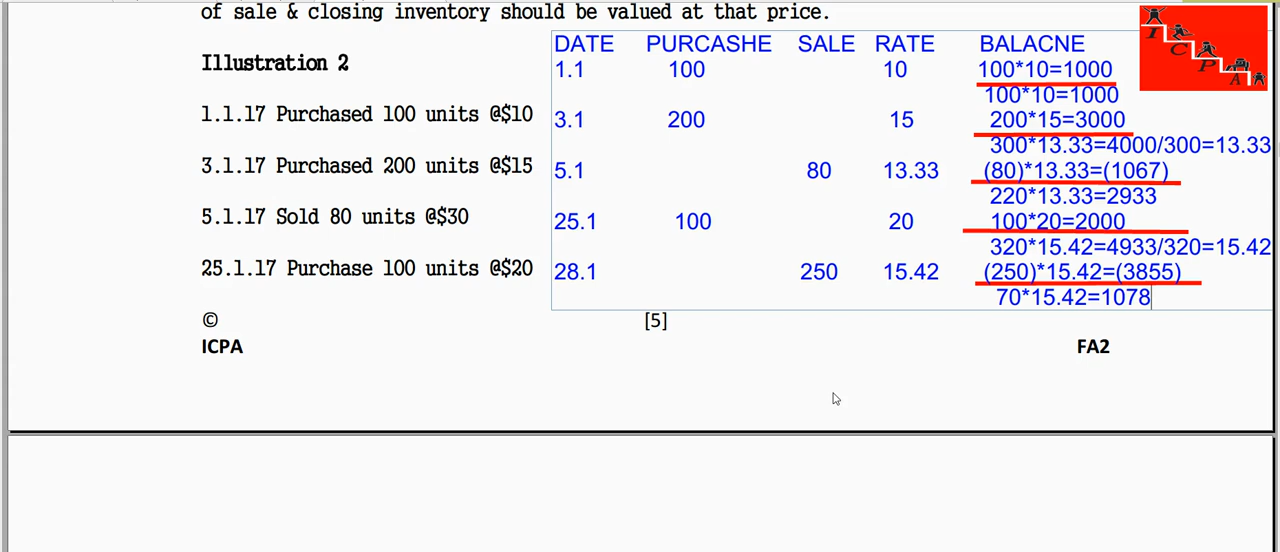 of sale & closing inventory should be valued at that price.
Illustration 2
1.1.17 Purchased 100 units @$10
3.1.17 Purchased 200 units @$15
5.1.17 Sold 80 units @$30
25.1.17 Purchase 100 units @$20
DATE PURCASHE SALE RATE BALACNE
1.1 100 10 100*10=1000
100*10=1000
3.1 200 15 200*15=3000
300*13.33=4000/300=13.33
5.1 80 13.33 (80)*13.33=(1067)
220*13.33=2933
25.1 100 20 100*20=2000
320*15.42=4933/320=15.42
28.1 250 15.42 (250)*15.42=(3855)
70*15.42=1078
I C P A
© [5]
ICPA FA2